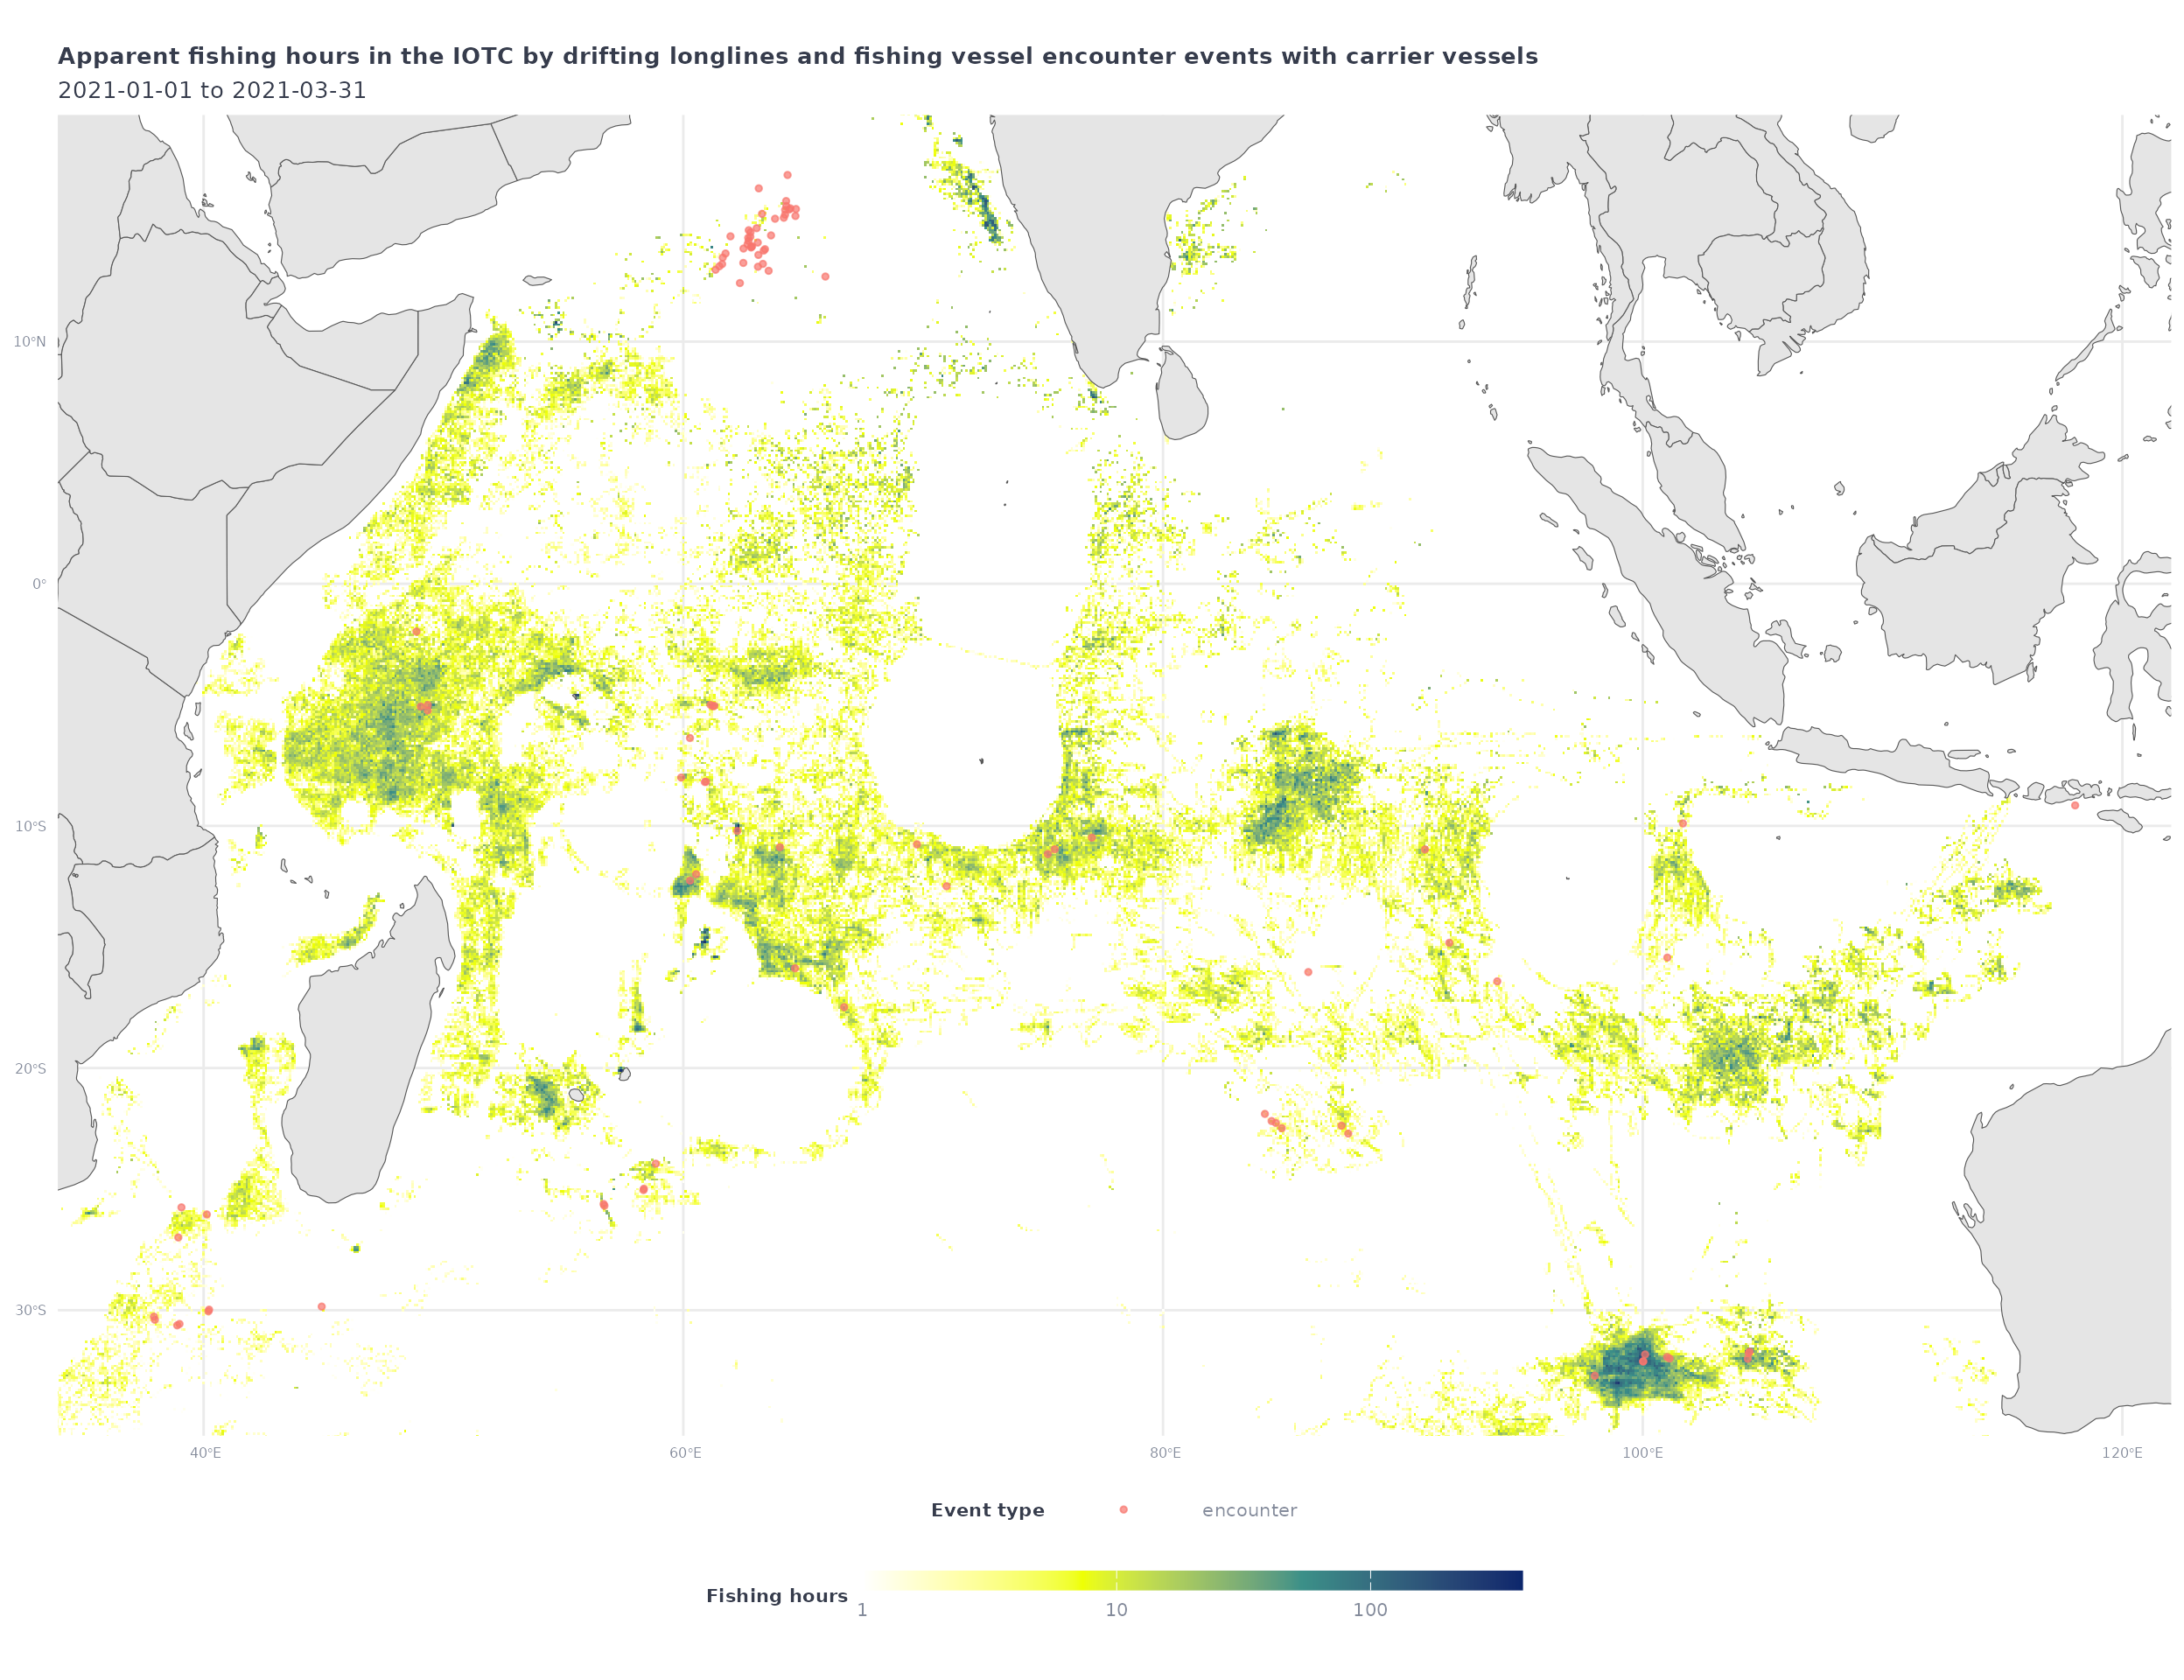 Apparent fishing hours in the IOTC by drifting longlines and fishing vessel encounter events with carrier vessels
2021-01-01 to 2021-03-31
10°N
0°
10°S
20°S
30°S
40°E 60°E 80°E 100°E 120°E
Event type encounter
Fishing hours
1 10 100